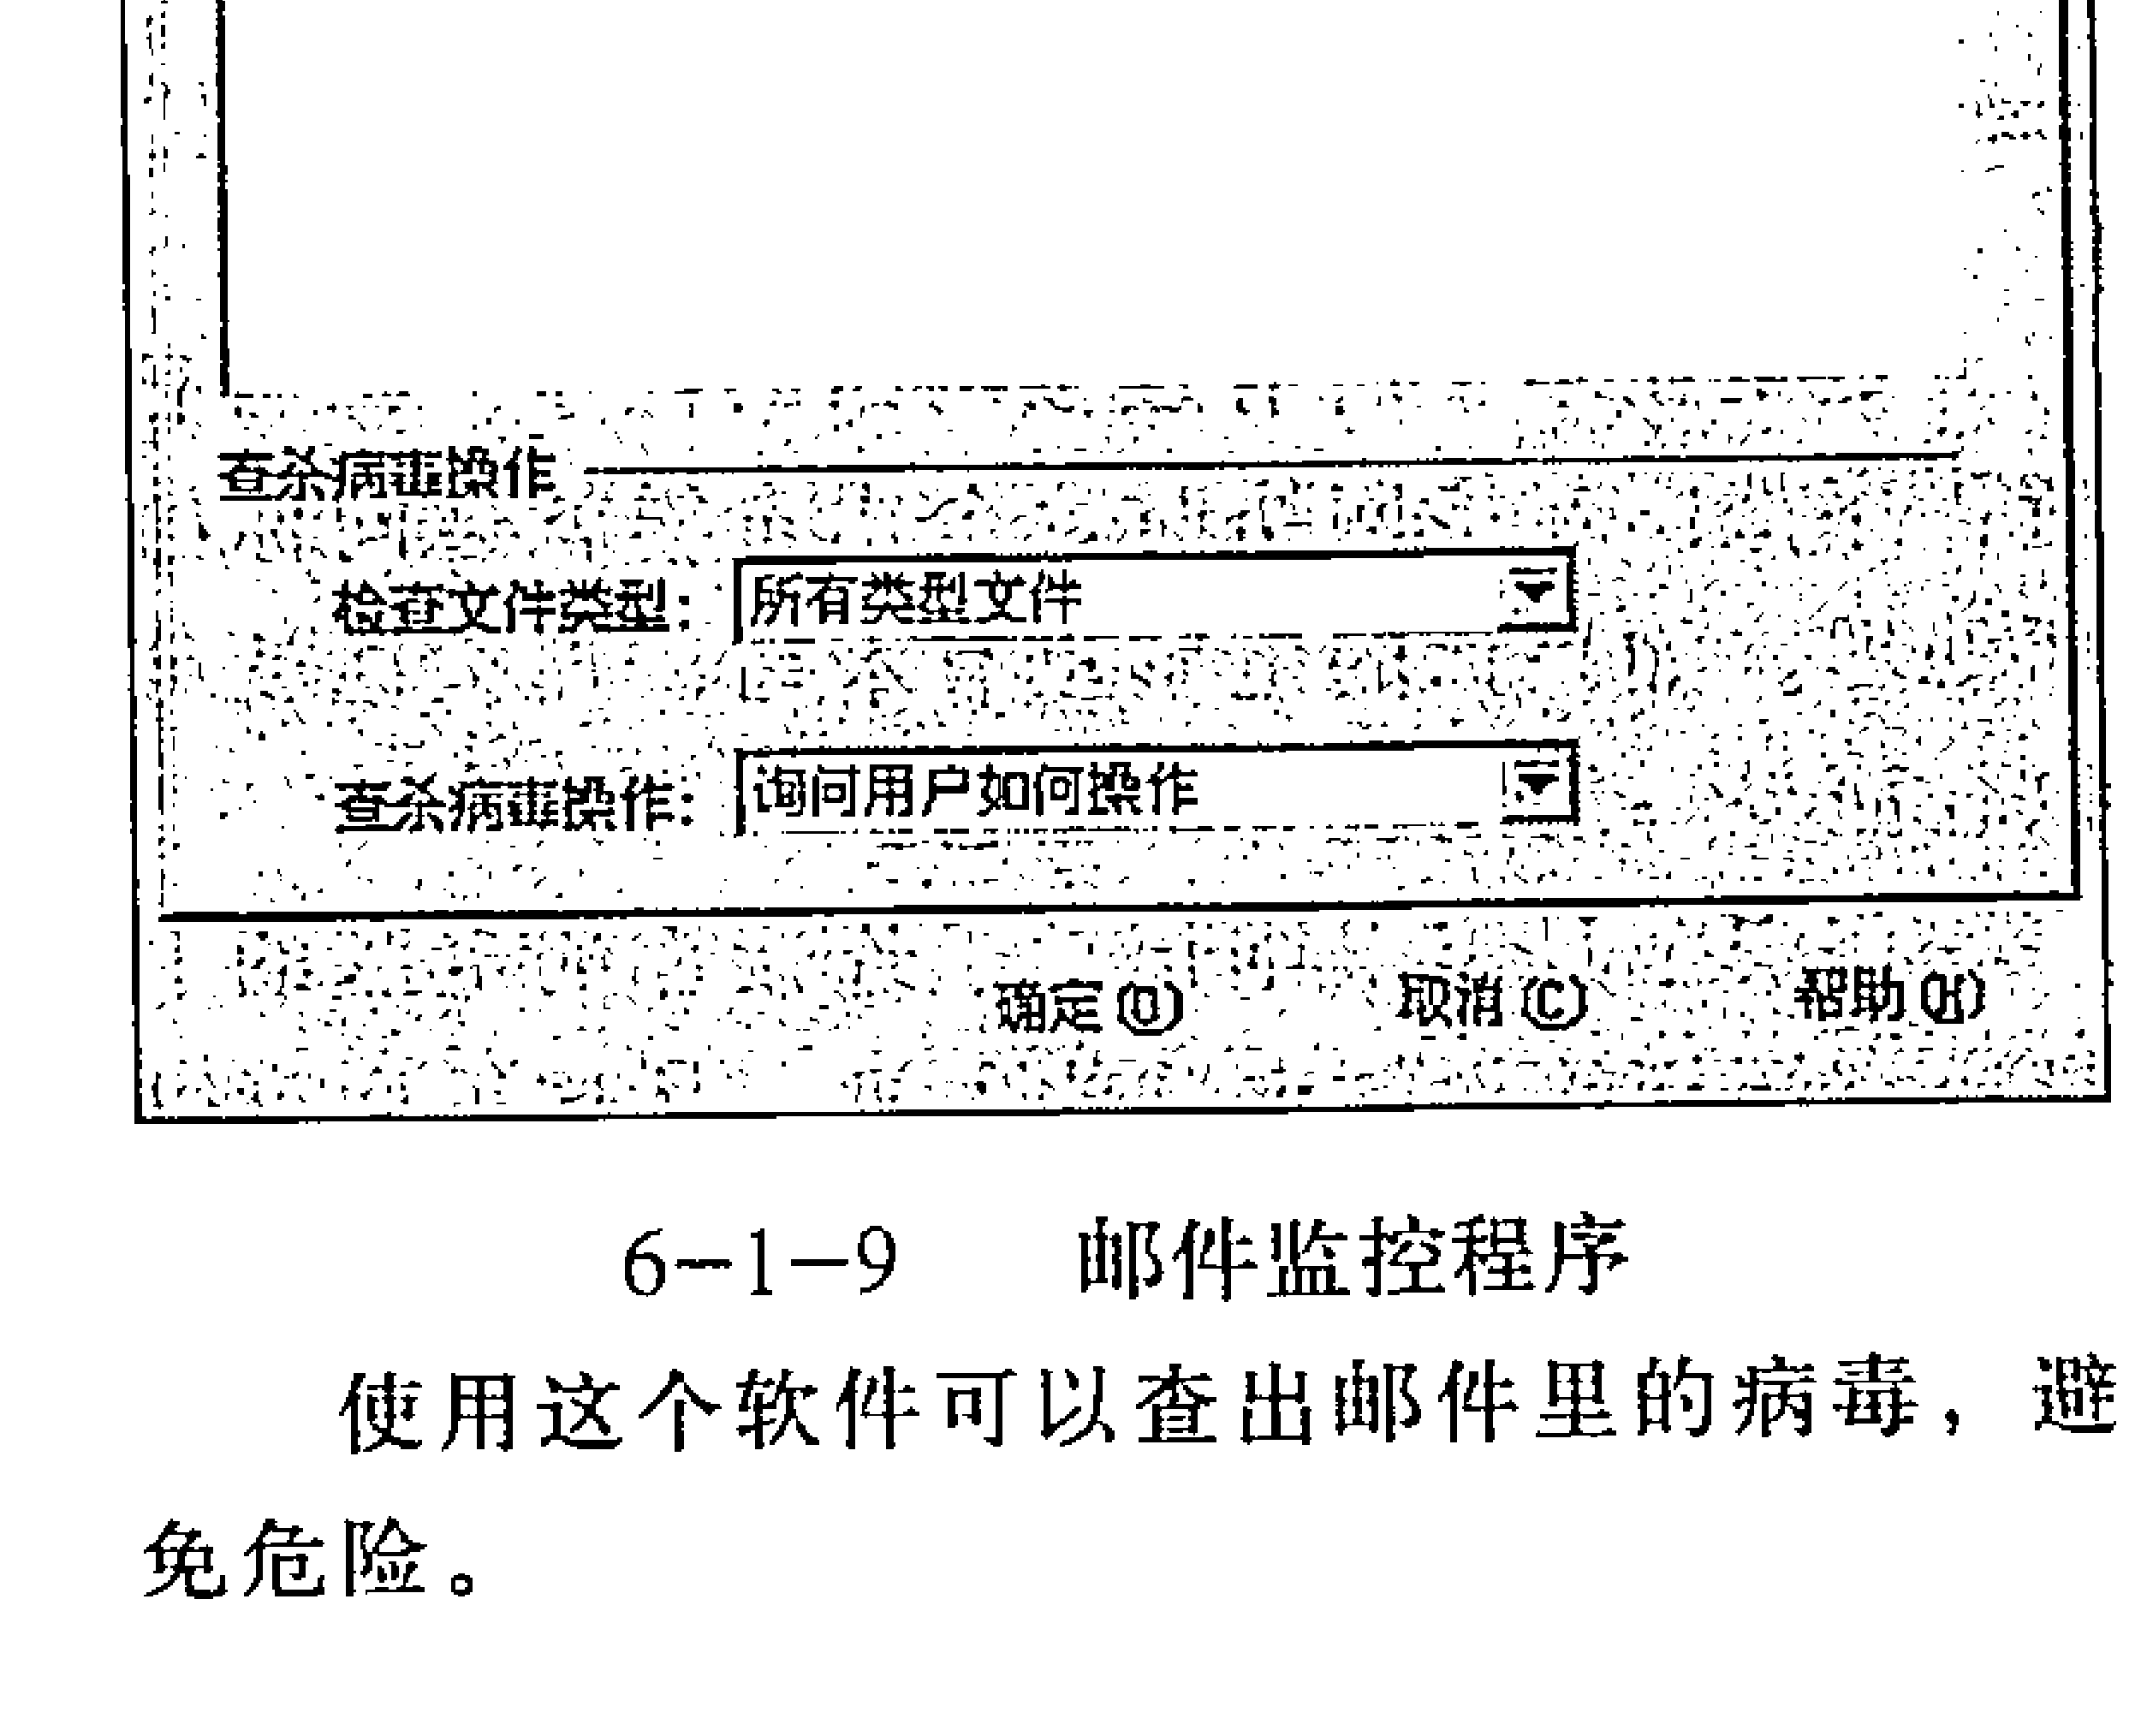 查杀病毒操作
检查文件类型: 所有类型文件
查杀病毒操作: 询问用户如何操作
确定(O) 取消(C) 帮助(H)
6-1-9 邮件监控程序
使用这个软件可以查出邮件里的病毒，避
免危险。